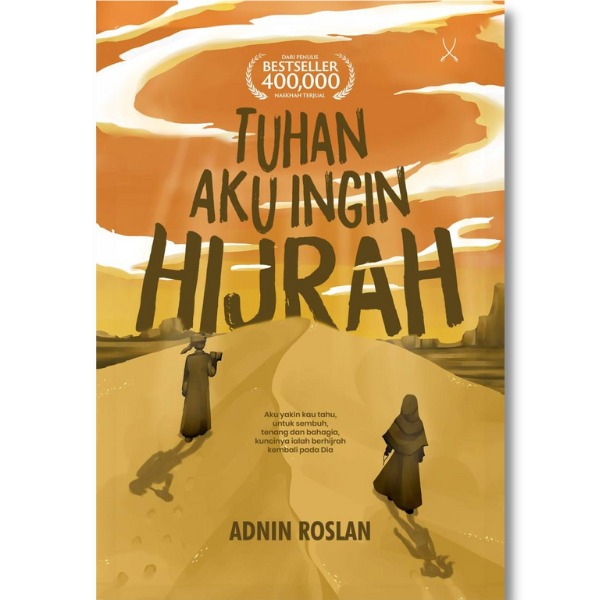 DARI PENULIS
BESTSELLER
400,000
NASKHAH TERJUAL
TUHAN
AKU INGIN
HIJRAH
Aku yakin kau tahu,
untuk sembuh,
tenang dan bahagia,
kuncinya ialah berhijrah
kembali pada Dia
ADNIN ROSLAN